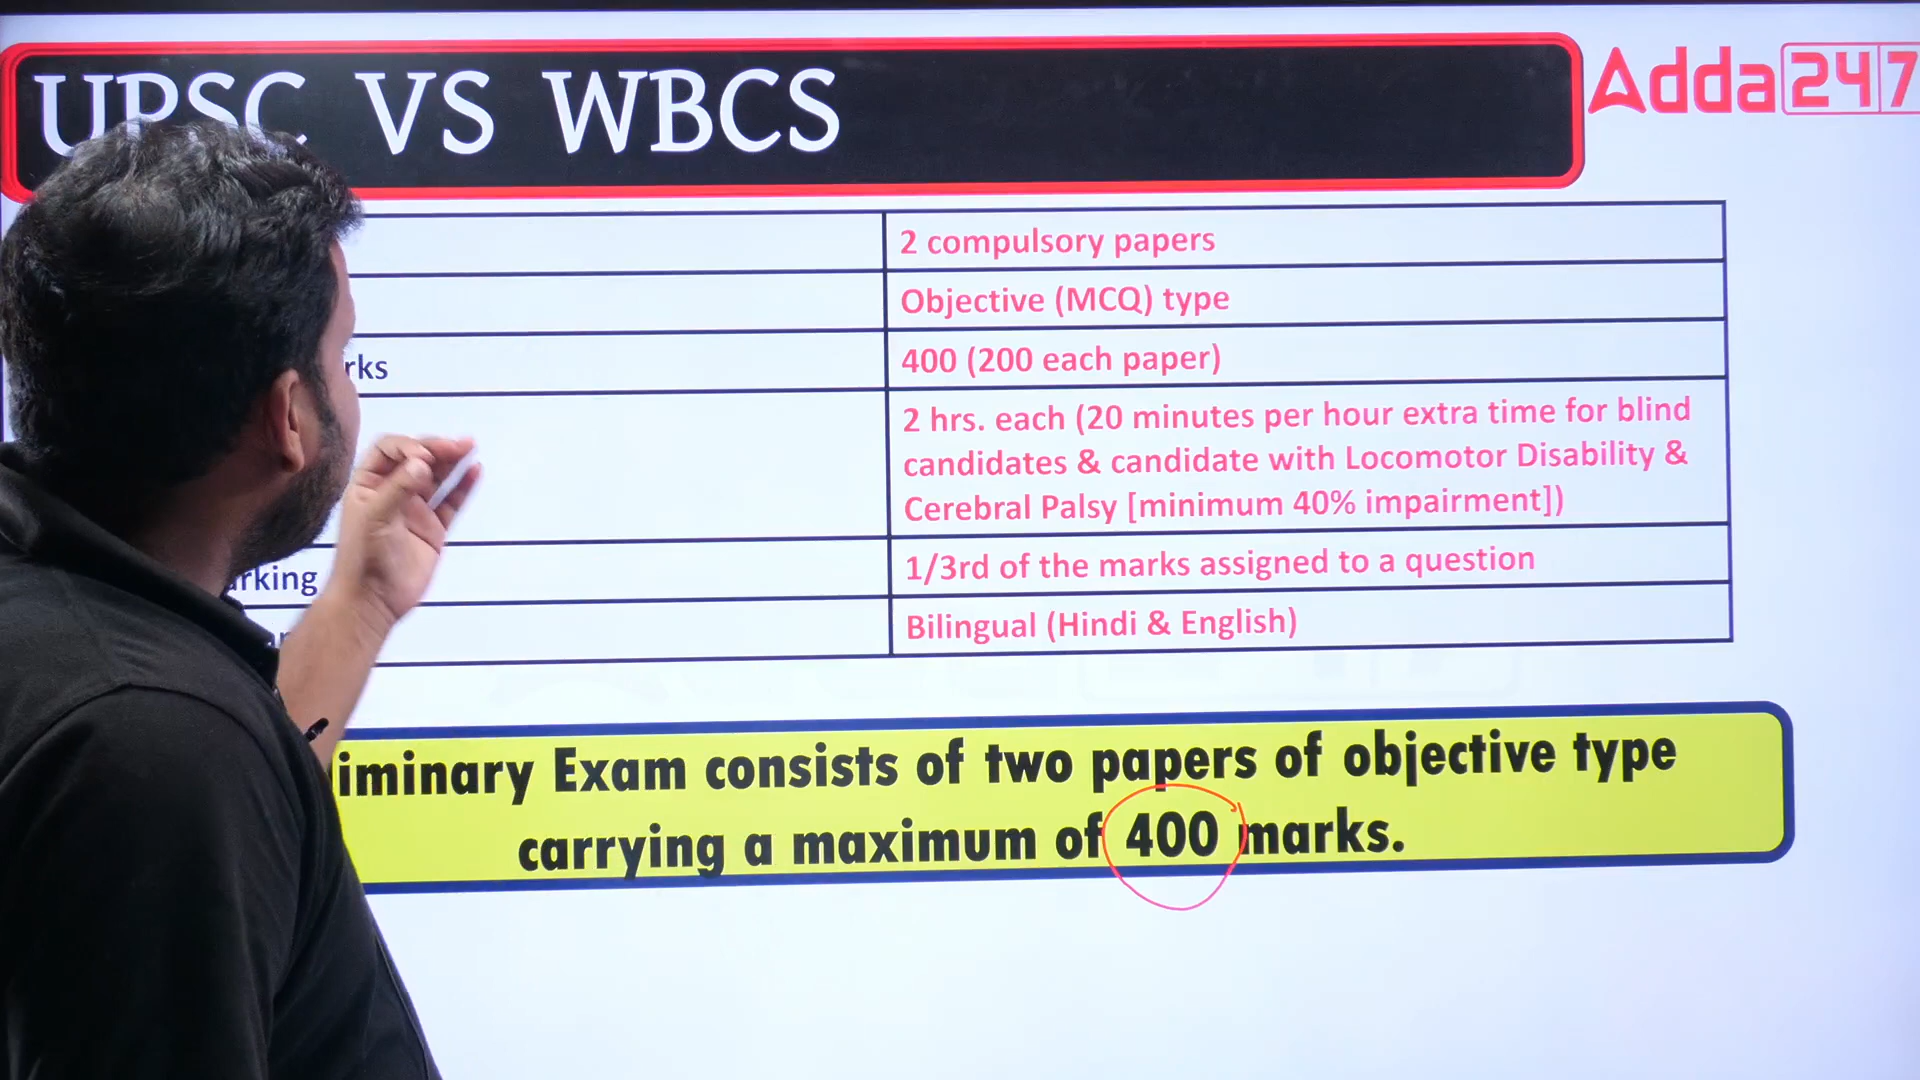 UPSC VS WBCS
Adda247
2 compulsory papers
Objective (MCQ) type
rks
400 (200 each paper)
2 hrs. each (20 minutes per hour extra time for blind
candidates & candidate with Locomotor Disability &
Cerebral Palsy [minimum 40% impairment])
arking
1/3rd of the marks assigned to a question
Bilingual (Hindi & English)
iminary Exam consists of two papers of objective type
carrying a maximum of 400 marks.